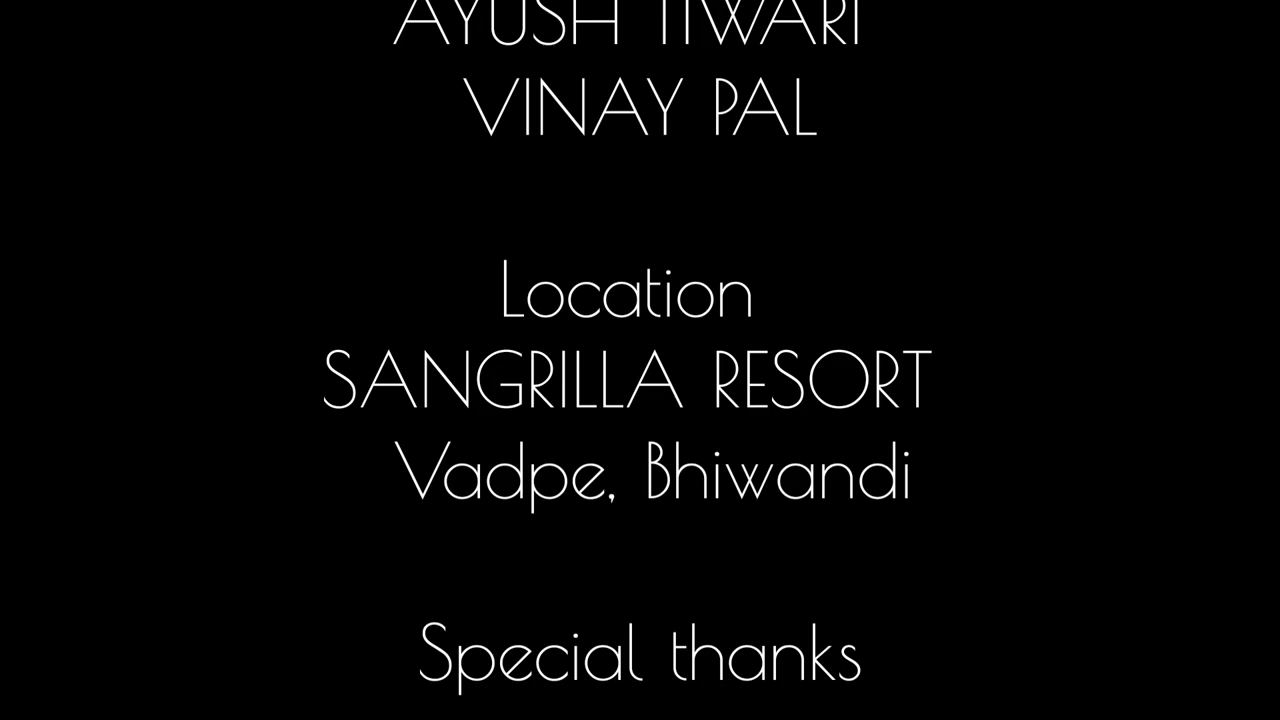 AYUSH TIWARI
VINAY PAL
Location
SANGRILLA RESORT
Vadpe, Bhiwandi
Special thanks